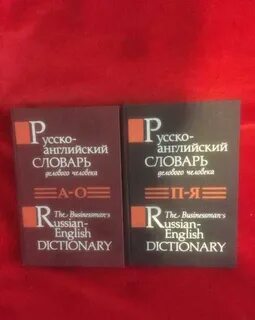 Русско-
английский
СЛОВАРЬ
делового человека
А-О
The Businessman's
Russian-
English
DICTIONARY
Русско-
английский
СЛОВАРЬ
делового человека
П-Я
The Businessman's
Russian-
English
DICTIONARY